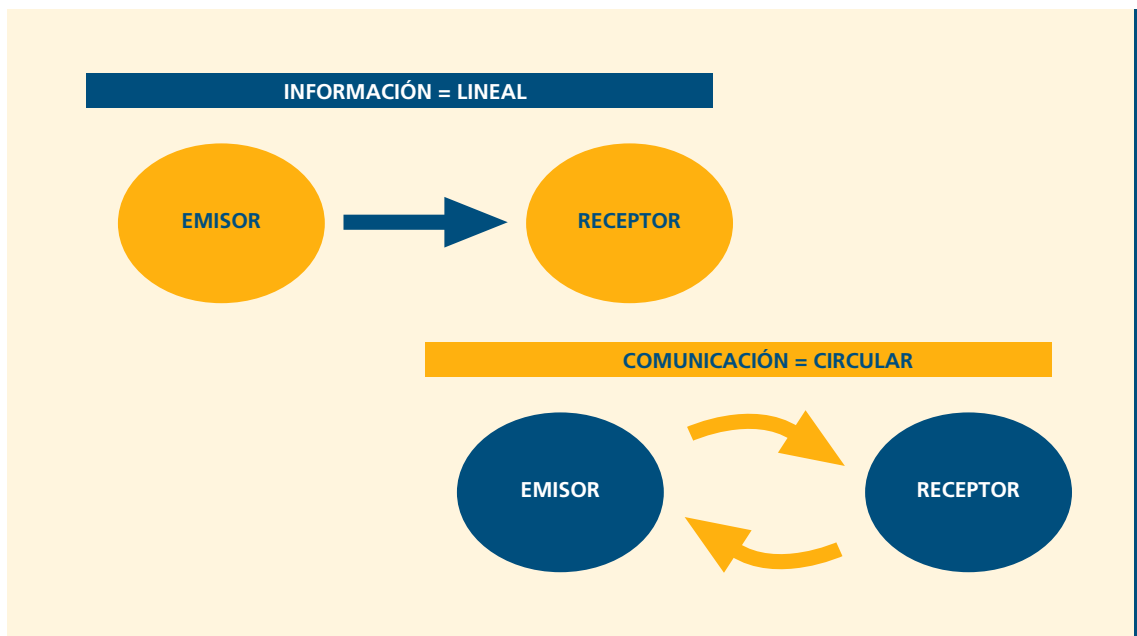 INFORMACIÓN = LINEAL
EMISOR
RECEPTOR
COMUNICACIÓN = CIRCULAR
EMISOR
RECEPTOR